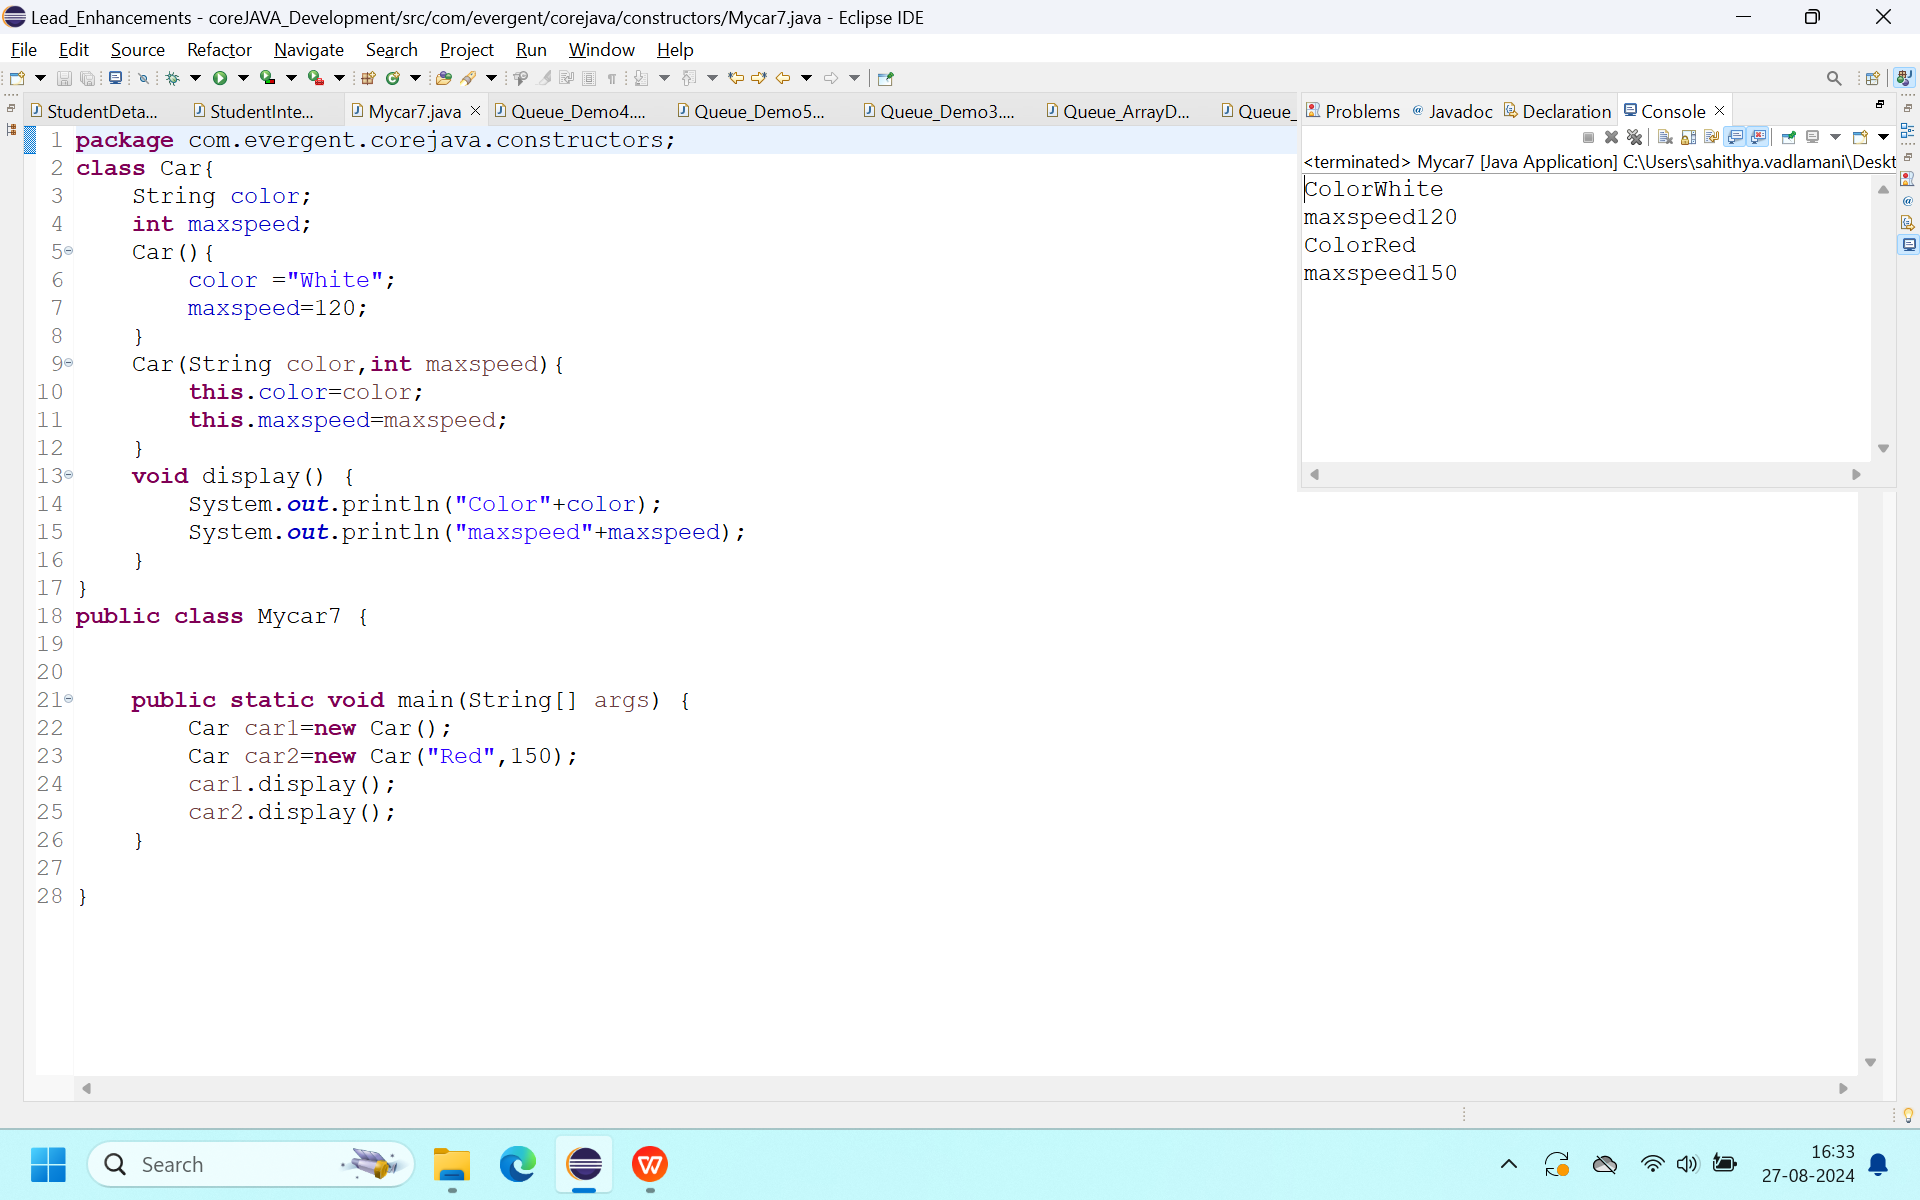 Lead_Enhancements - coreJAVA_Development/src/com/evergent/corejava/constructors/Mycar7.java - Eclipse IDE
File Edit Source Refactor Navigate Search Project Run Window Help
StudentDeta... StudentInte... Mycar7.java Queue_Demo4.... Queue_Demo5... Queue_Demo3.... Queue_ArrayD... Queue_
Problems @ Javadoc Declaration Console
<terminated> Mycar7 [Java Application] C:\Users\sahithya.vadlamani\Deskt
ColorWhite
maxspeed120
ColorRed
maxspeed150
1 package com.evergent.corejava.constructors;
2 class Car{
3     String color;
4     int maxspeed;
5     Car(){
6         color ="White";
7         maxspeed=120;
8     }
9     Car(String color,int maxspeed){
10         this.color=color;
11         this.maxspeed=maxspeed;
12     }
13     void display() {
14         System.out.println("Color"+color);
15         System.out.println("maxspeed"+maxspeed);
16     }
17 }
18 public class Mycar7 {
19
20
21     public static void main(String[] args) {
22         Car car1=new Car();
23         Car car2=new Car("Red",150);
24         car1.display();
25         car2.display();
26     }
27
28 }
Search
16:33
27-08-2024